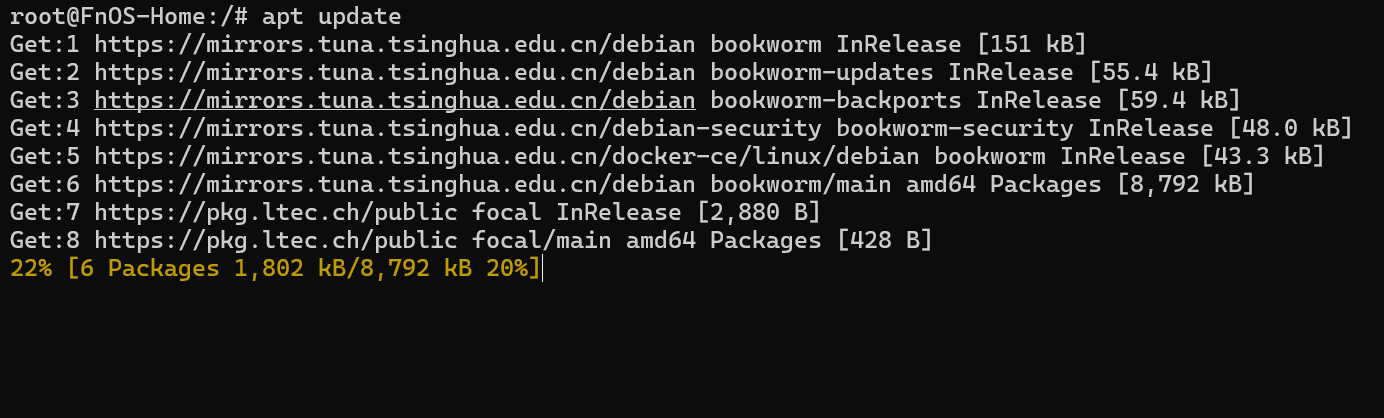 root@FnOS-Home:/# apt update
Get:1 https://mirrors.tuna.tsinghua.edu.cn/debian bookworm InRelease [151 kB]
Get:2 https://mirrors.tuna.tsinghua.edu.cn/debian bookworm-updates InRelease [55.4 kB]
Get:3 https://mirrors.tuna.tsinghua.edu.cn/debian bookworm-backports InRelease [59.4 kB]
Get:4 https://mirrors.tuna.tsinghua.edu.cn/debian-security bookworm-security InRelease [48.0 kB]
Get:5 https://mirrors.tuna.tsinghua.edu.cn/docker-ce/linux/debian bookworm InRelease [43.3 kB]
Get:6 https://mirrors.tuna.tsinghua.edu.cn/debian bookworm/main amd64 Packages [8,792 kB]
Get:7 https://pkg.ltec.ch/public focal InRelease [2,880 B]
Get:8 https://pkg.ltec.ch/public focal/main amd64 Packages [428 B]
22% [6 Packages 1,802 kB/8,792 kB 20%]